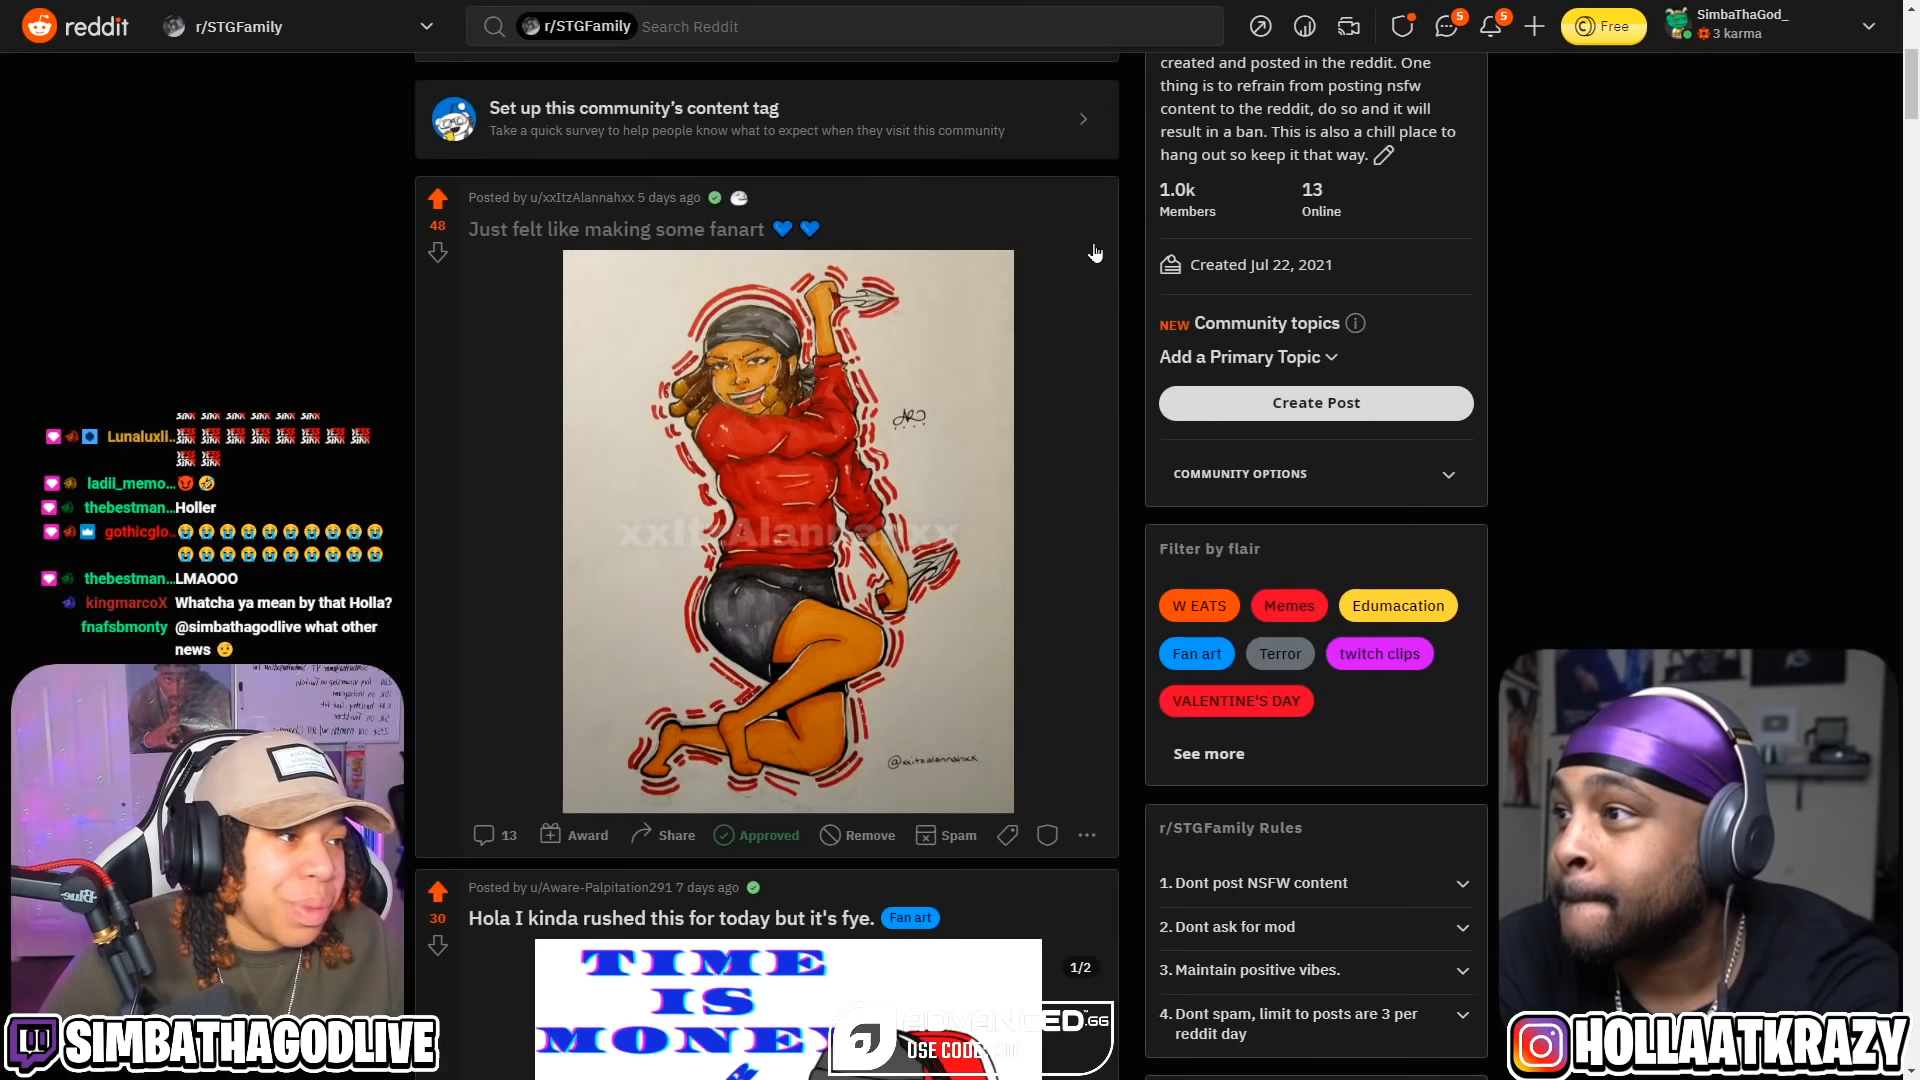 reddit
r/STGFamily
r/STGFamily Search Reddit
5
5
Free
SimbaThaGod_
3 karma
Set up this community's content tag
Take a quick survey to help people know what to expect when they visit this community
Posted by u/xxItzAlannahxx 5 days ago
48
Just felt like making some fanart 💙 💙
xxItzAlannahxx
@xxitzalannahxx
13 Award Share Approved Remove Spam
Posted by u/Aware-Palpitation291 7 days ago
30
Hola I kinda rushed this for today but it's fye. Fan art
TIME
IS
MONEY
1/2
ADVANCED.GG
USE CODE:
created and posted in the reddit. One
thing is to refrain from posting nsfw
content to the reddit, do so and it will
result in a ban. This is also a chill place to
hang out so keep it that way.
1.0k 13
Members Online
Created Jul 22, 2021
NEW Community topics
Add a Primary Topic
Create Post
COMMUNITY OPTIONS
Filter by flair
W EATS Memes Edumacation
Fan art Terror twitch clips
VALENTINE'S DAY
See more
r/STGFamily Rules
1. Dont post NSFW content
2. Dont ask for mod
3. Maintain positive vibes.
4. Dont spam, limit to posts are 3 per
reddit day
Lunaluxli..
ladii_memo... 😡 🤣
thebestman... Holler
gothicglo.. 😭😭😭😭😭😭😭😭😭😭
😭😭😭😭😭😭😭😭😭😭
thebestman... LMAOOO
kingmarcoX Whatcha ya mean by that Holla?
fnafsbmonty @simbathagodlive what other
news 😟
Blue
SIMBATHAGODLIVE
HOLLAATKRAZY